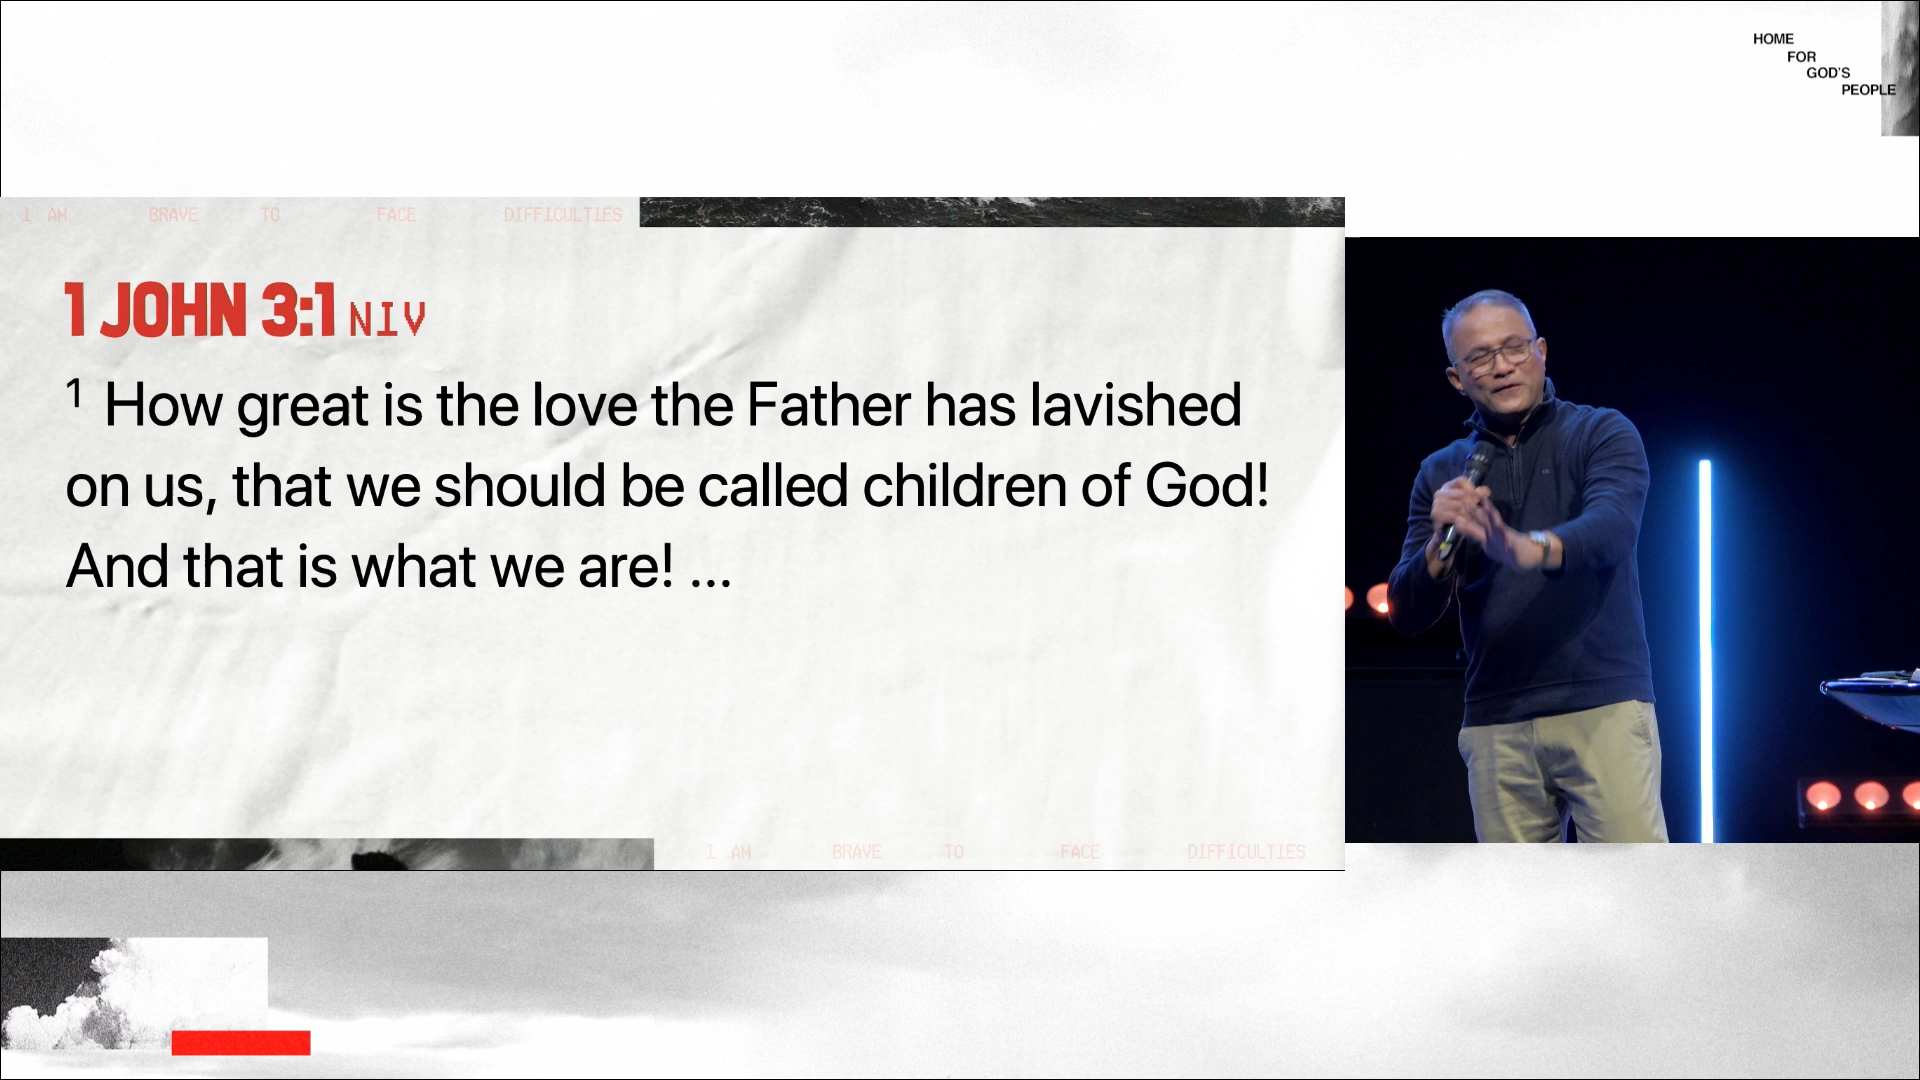 HOME
FOR
GOD'S
PEOPLE
I AM BRAVE TO FACE DIFFICULTIES
1 JOHN 3:1 NIV
1 How great is the love the Father has lavished
on us, that we should be called children of God!
And that is what we are! ...
I AM BRAVE TO FACE DIFFICULTIES